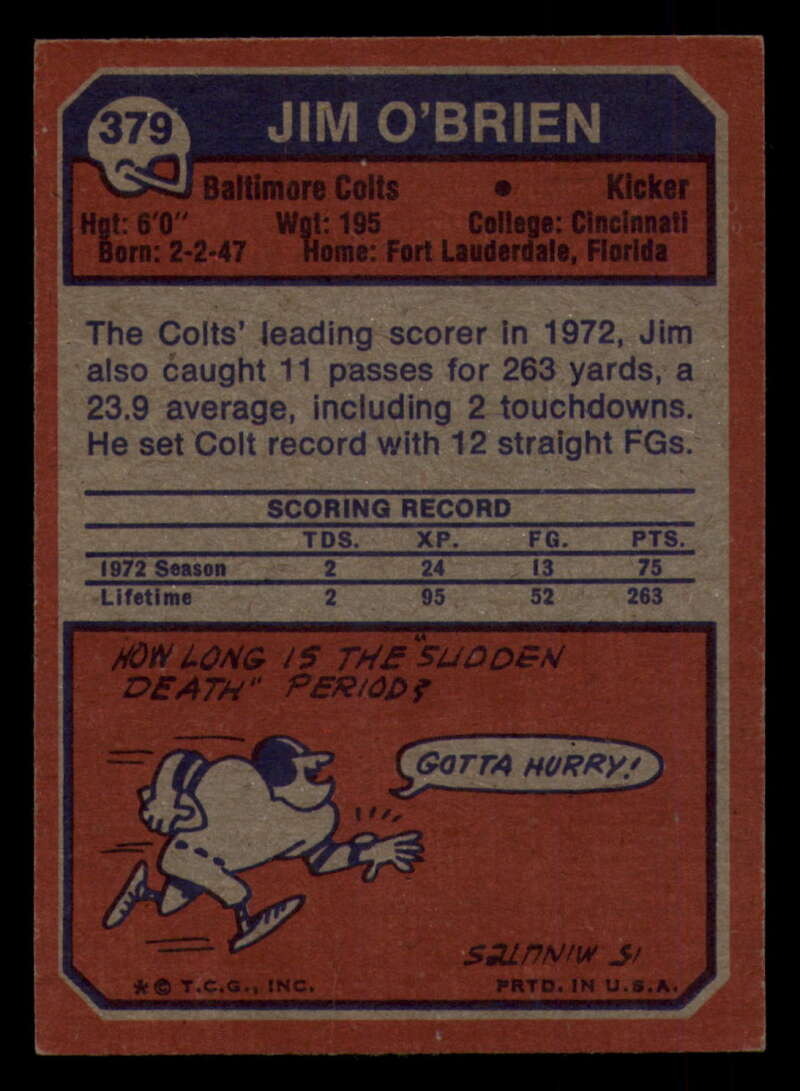 379
JIM O'BRIEN
Baltimore Colts • Kicker
Hgt: 6'0" Wgt: 195 College: Cincinnati
Born: 2-2-47 Home: Fort Lauderdale, Florida
The Colts' leading scorer in 1972, Jim
also caught 11 passes for 263 yards, a
23.9 average, including 2 touchdowns.
He set Colt record with 12 straight FGs.
SCORING RECORD
TDS. XP. FG. PTS.
1972 Season 2 24 13 75
Lifetime 2 95 52 263
HOW LONG IS THE "SUDDEN
DEATH" PERIOD?
GOTTA HURRY!
15 MINUTES
*© T.C.G., INC. PRTD. IN U.S.A.